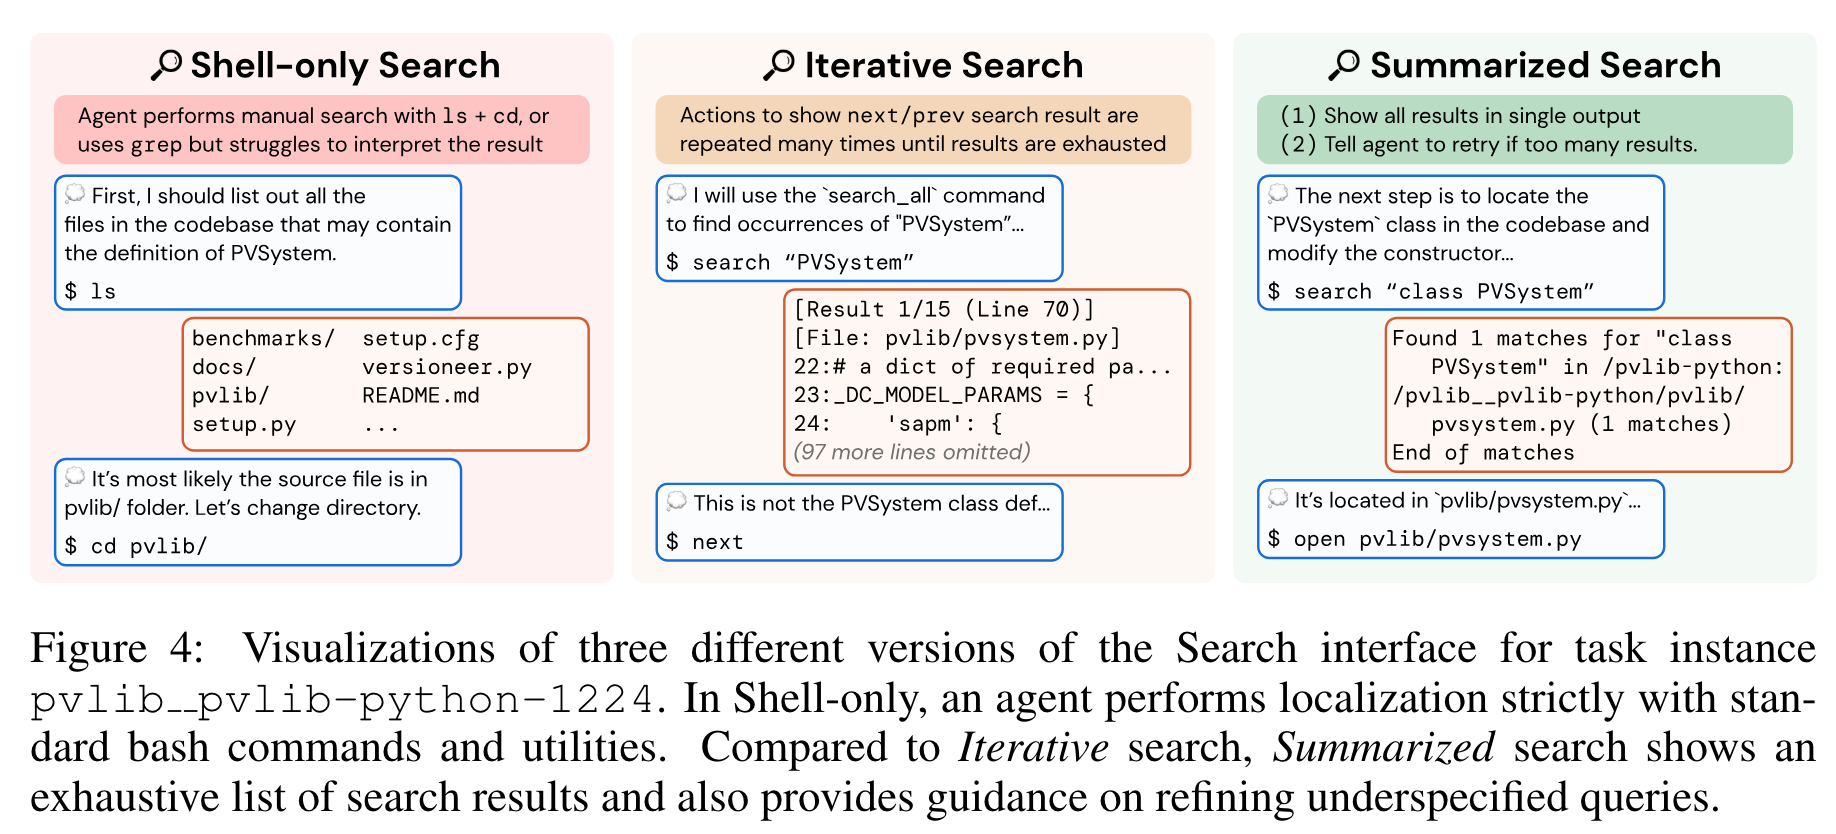 Shell-only Search
Agent performs manual search with ls + cd, or
uses grep but struggles to interpret the result
First, I should list out all the
files in the codebase that may contain
the definition of PVSystem.
$ ls
benchmarks/ setup.cfg
docs/ versioneer.py
pvlib/ README.md
setup.py ...
It’s most likely the source file is in
pvlib/ folder. Let’s change directory.
$ cd pvlib/
Iterative Search
Actions to show next/prev search result are
repeated many times until results are exhausted
I will use the `search_all` command
to find occurrences of "PVSystem”...
$ search “PVSystem”
[Result 1/15 (Line 70)]
[File: pvlib/pvsystem.py]
22:# a dict of required pa...
23:_DC_MODEL_PARAMS = {
24:    'sapm': {
(97 more lines omitted)
This is not the PVSystem class def...
$ next
Summarized Search
(1) Show all results in single output
(2) Tell agent to retry if too many results.
The next step is to locate the
`PVSystem` class in the codebase and
modify the constructor...
$ search “class PVSystem”
Found 1 matches for "class
PVSystem" in /pvlib-python:
/pvlib__pvlib-python/pvlib/
pvsystem.py (1 matches)
End of matches
It’s located in `pvlib/pvsystem.py`...
$ open pvlib/pvsystem.py
Figure 4: Visualizations of three different versions of the Search interface for task instance
pvlib__pvlib-python-1224. In Shell-only, an agent performs localization strictly with stan-
dard bash commands and utilities. Compared to Iterative search, Summarized search shows an
exhaustive list of search results and also provides guidance on refining underspecified queries.